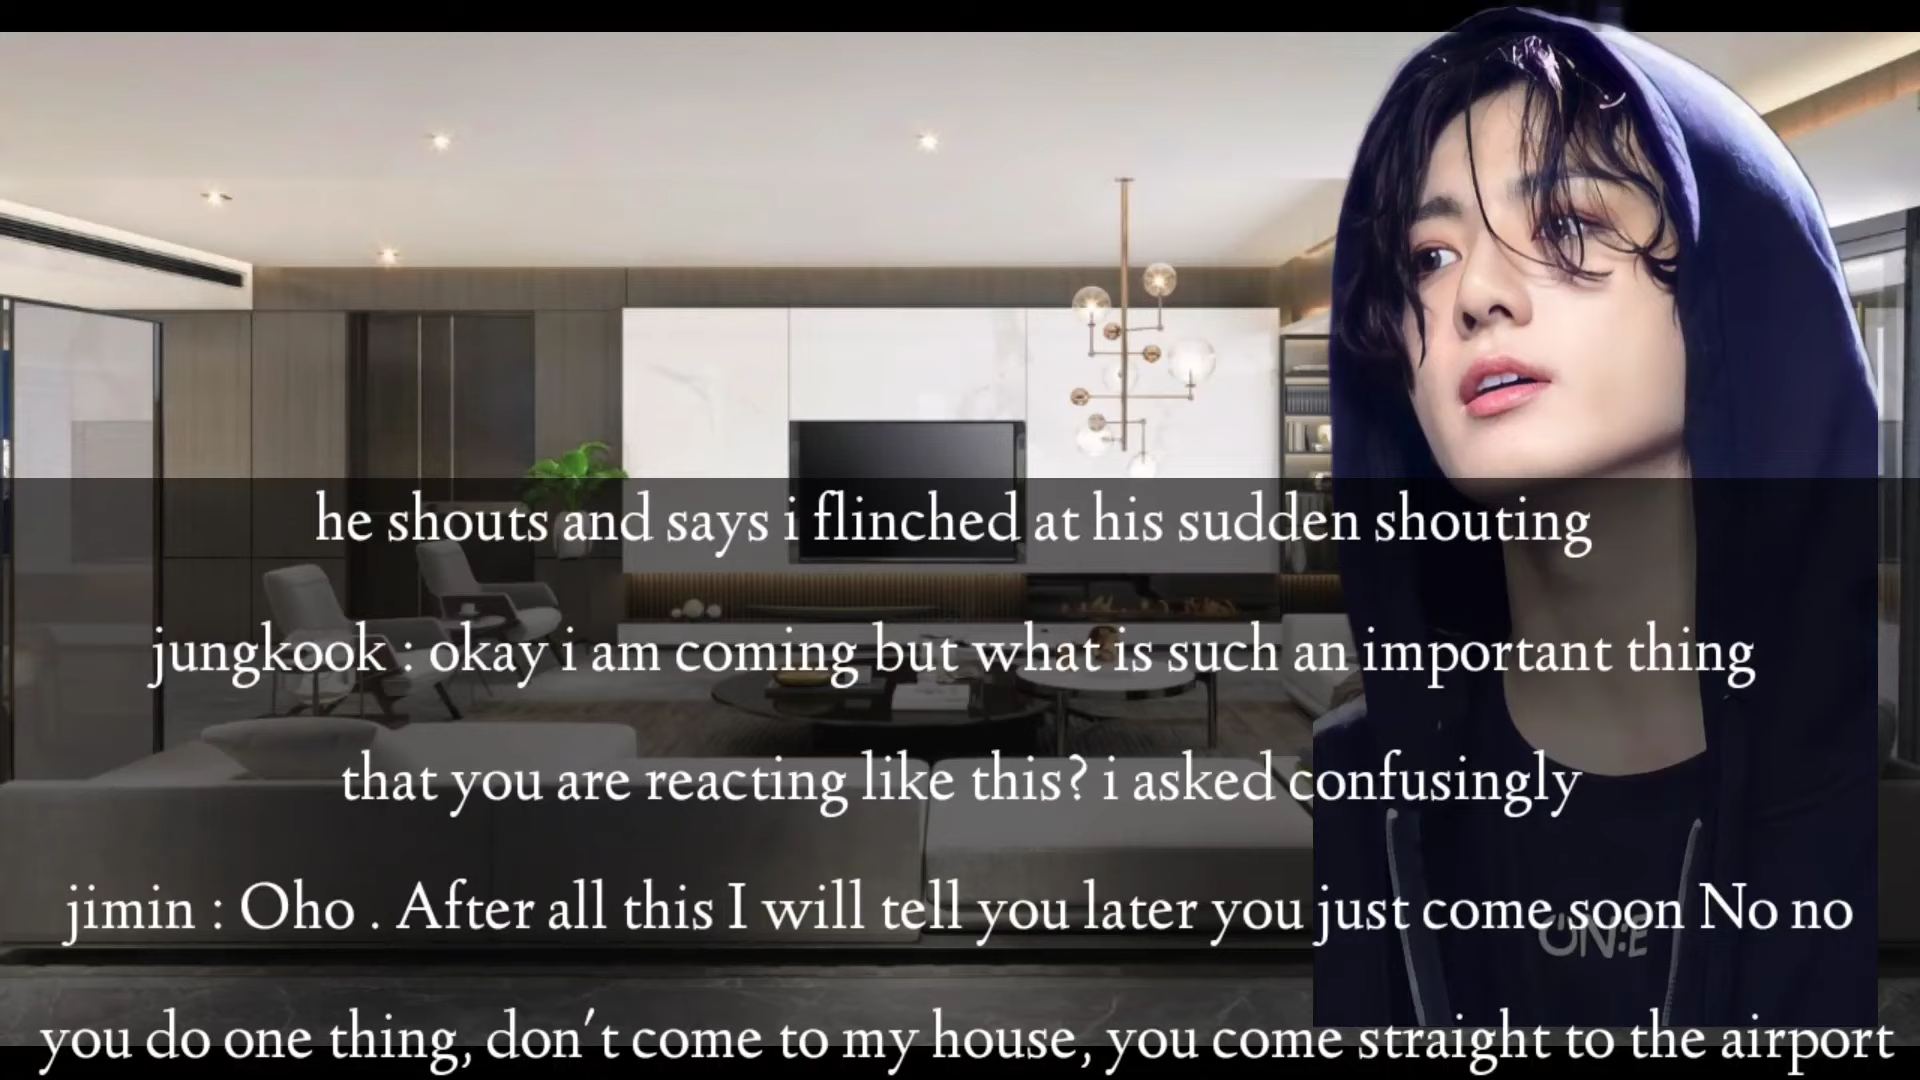 he shouts and says i flinched at his sudden shouting
jungkook : okay i am coming but what is such an important thing
that you are reacting like this? i asked confusingly
jimin : Oho . After all this I will tell you later you just come soon No no
ON:E
you do one thing, don't come to my house, you come straight to the airport